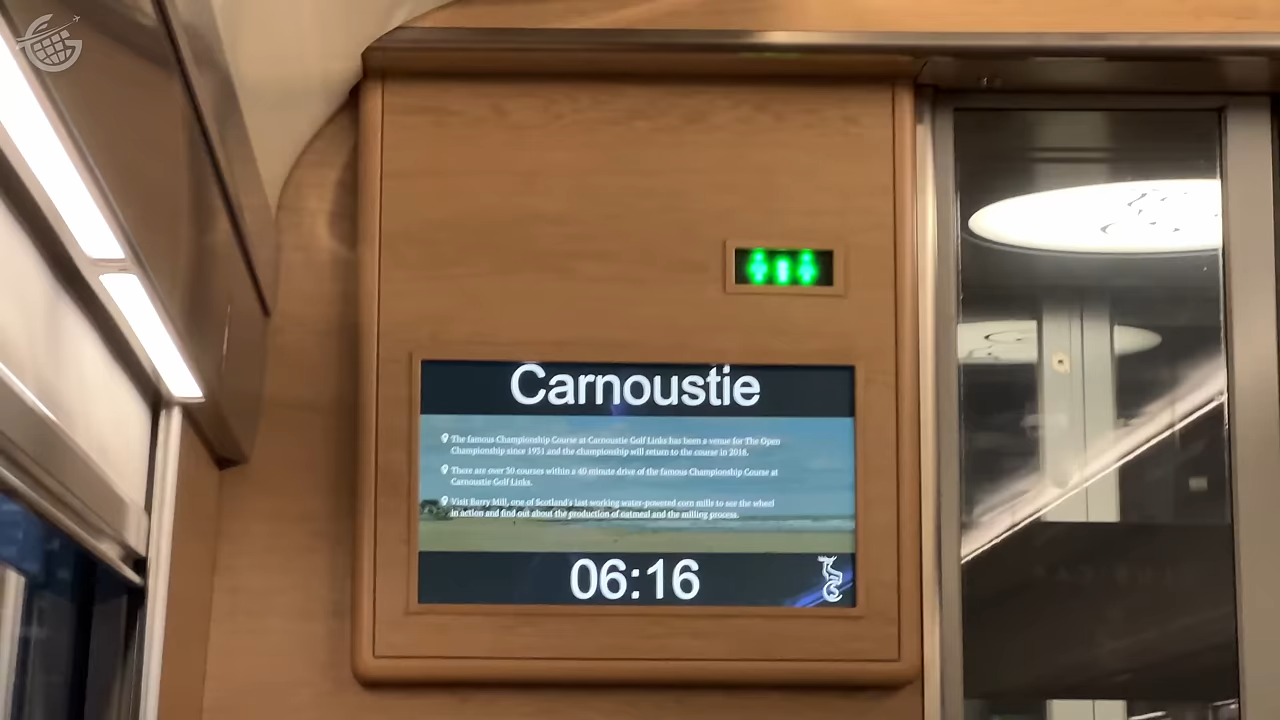 Carnoustie
The famous Championship Course at Carnoustie Golf Links has been a venue for The Open
Championship since 1931 and the championship will return to the course in 2018.
There are over 50 courses within a 40 minute drive of the famous Championship Course at
Carnoustie Golf Links.
Visit Barry Mill, one of Scotland's last working water-powered corn mills to see the wheel
in action and find out about the production of oatmeal and the milling process.
06:16